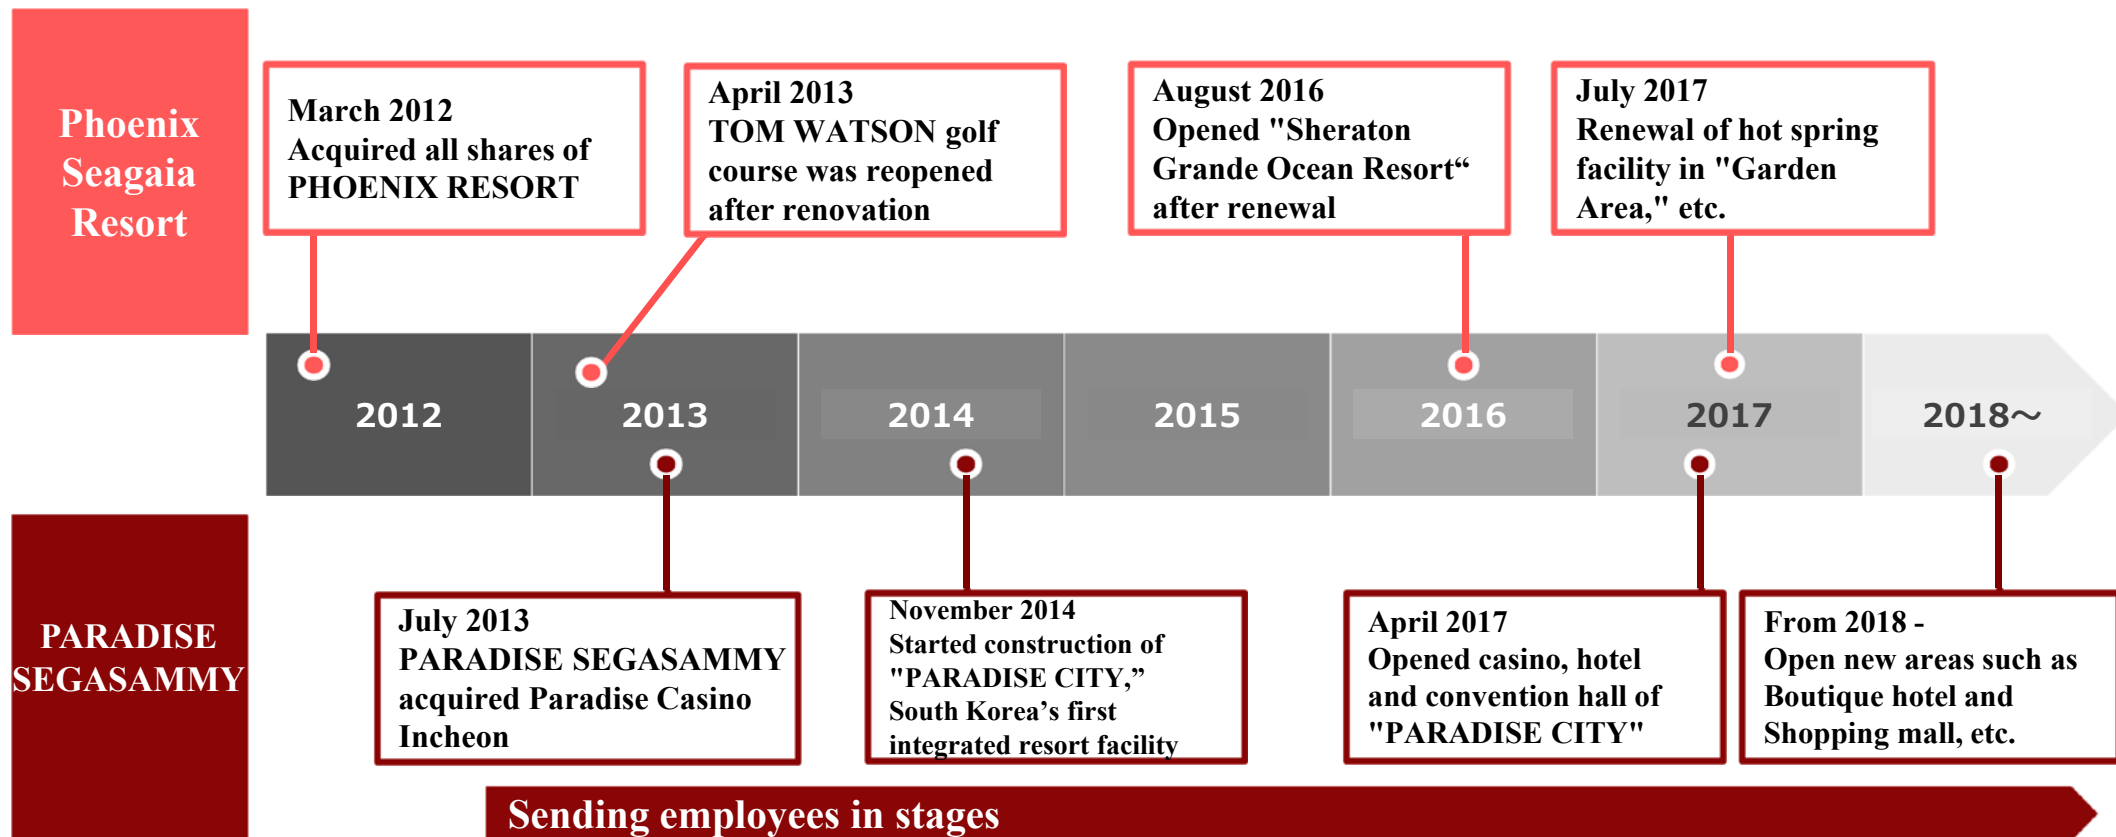 Phoenix
Seagaia
Resort
March 2012
Acquired all shares of
PHOENIX RESORT
April 2013
TOM WATSON golf
course was reopened
after renovation
August 2016
Opened "Sheraton
Grande Ocean Resort“
after renewal
July 2017
Renewal of hot spring
facility in "Garden
Area," etc.
2012
2013
2014
2015
2016
2017
2018～
PARADISE
SEGASAMMY
July 2013
PARADISE SEGASAMMY
acquired Paradise Casino
Incheon
November 2014
Started construction of
"PARADISE CITY,”
South Korea’s first
integrated resort facility
April 2017
Opened casino, hotel
and convention hall of
"PARADISE CITY"
From 2018 -
Open new areas such as
Boutique hotel and
Shopping mall, etc.
Sending employees in stages